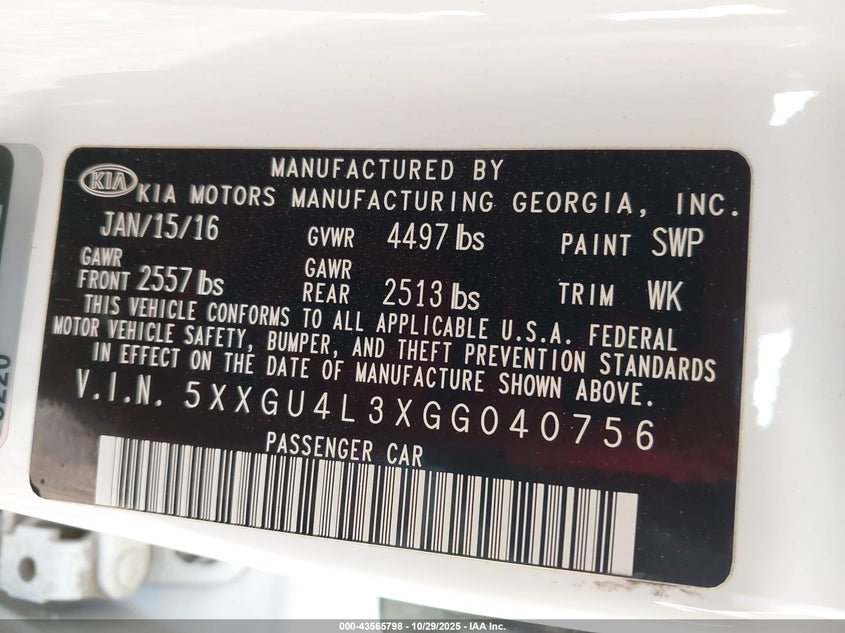 MANUFACTURED BY
KIA KIA MOTORS MANUFACTURING GEORGIA, INC.
JAN/15/16 GVWR 4497 lbs PAINT SWP
GAWR FRONT 2557 lbs GAWR REAR 2513 lbs TRIM WK
THIS VEHICLE CONFORMS TO ALL APPLICABLE U.S.A. FEDERAL
MOTOR VEHICLE SAFETY, BUMPER, AND THEFT PREVENTION STANDARDS
IN EFFECT ON THE DATE OF MANUFACTURE SHOWN ABOVE.
V.I.N. 5XXGU4L3XGG040756
PASSENGER CAR
000-43565798 - 10/29/2025 - IAA Inc.